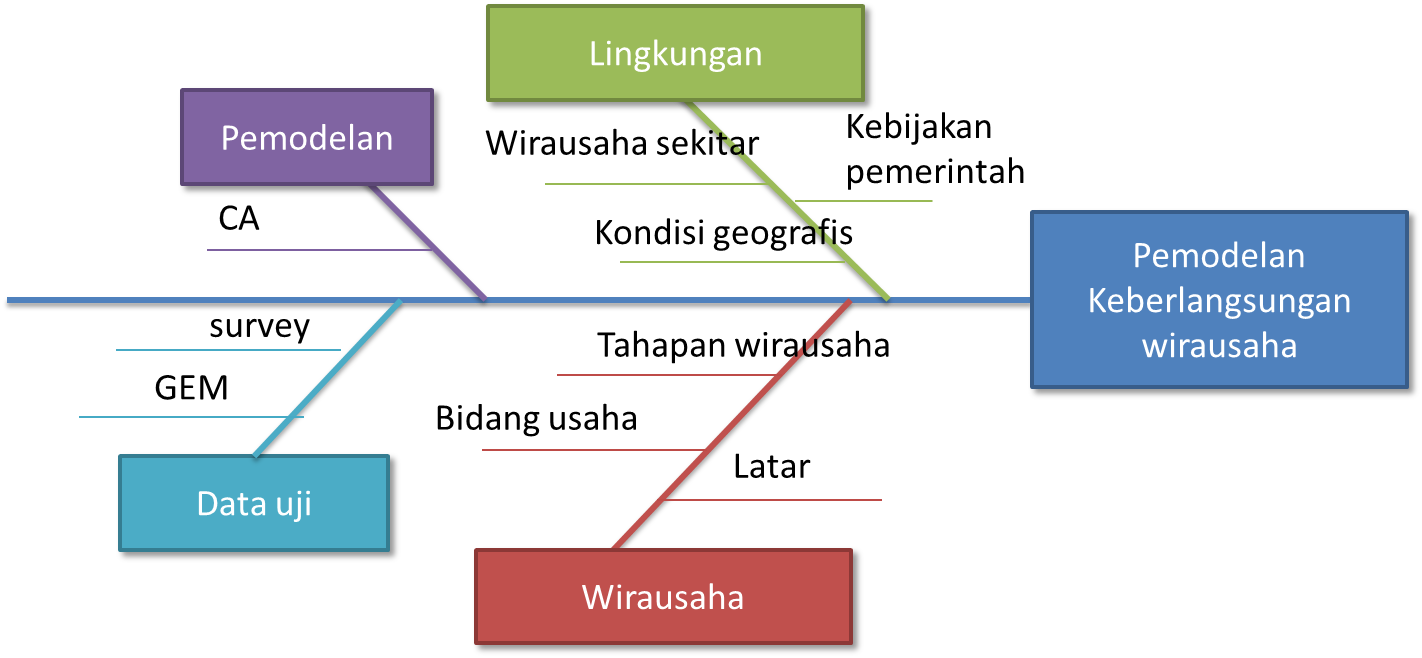 Lingkungan
Pemodelan
Wirausaha sekitar
Kebijakan
pemerintah
CA
Kondisi geografis
Pemodelan
Keberlangsungan
wirausaha
survey
Tahapan wirausaha
GEM
Bidang usaha
Latar
Data uji
Wirausaha